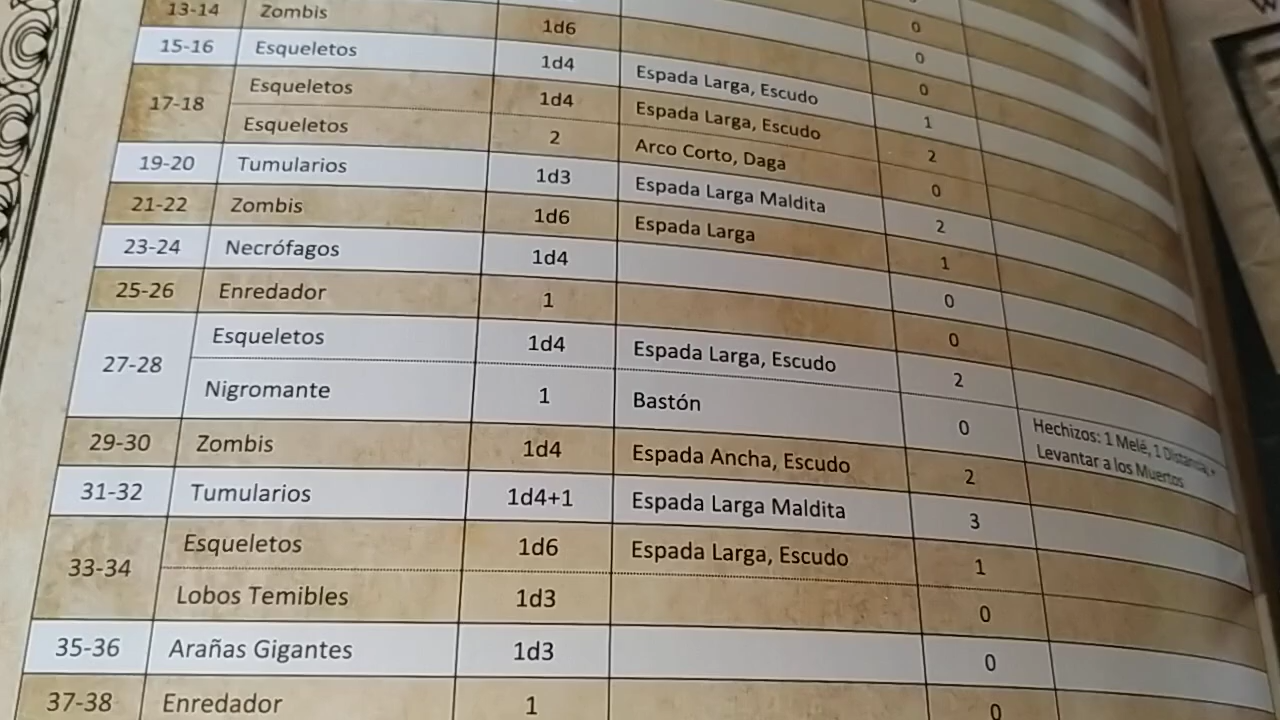 0
0
13-14 Zombis 1d6 0
15-16 Esqueletos 1d4 Espada Larga, Escudo 1
17-18 Esqueletos 1d4 Espada Larga, Escudo 2
Esqueletos 2 Arco Corto, Daga 0
19-20 Tumularios 1d3 Espada Larga Maldita 2
21-22 Zombis 1d6 Espada Larga 1
23-24 Necrófagos 1d4 0
25-26 Enredador 1 0
27-28 Esqueletos 1d4 Espada Larga, Escudo 2
Nigromante 1 Bastón 0 Hechizos: 1 Melé, 1 Distancia, +
Levantar a los Muertos
29-30 Zombis 1d4 Espada Ancha, Escudo 2
31-32 Tumularios 1d4+1 Espada Larga Maldita 3
33-34 Esqueletos 1d6 Espada Larga, Escudo 1
Lobos Temibles 1d3 0
35-36 Arañas Gigantes 1d3 0
37-38 Enredador 1 0